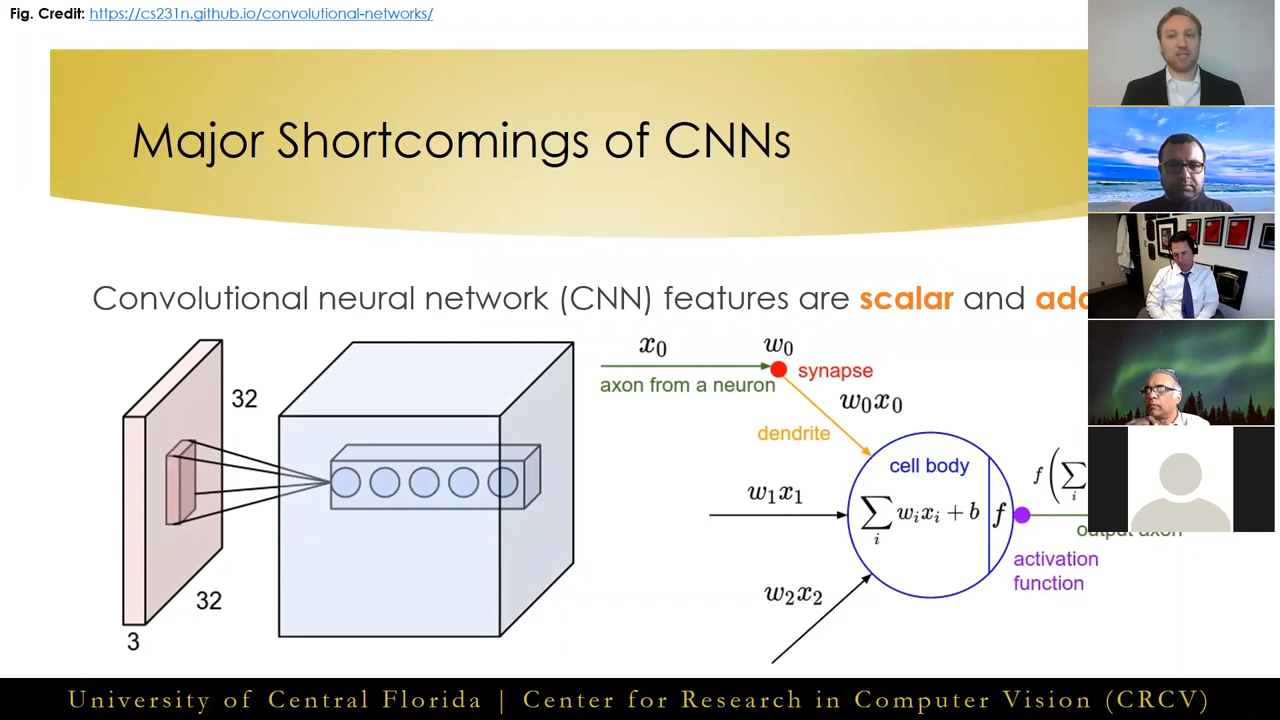 Fig. Credit: https://cs231n.github.io/convolutional-networks/
Major Shortcomings of CNNs
Convolutional neural network (CNN) features are scalar and
32
32
3
x₀
w₀
axon from a neuron
synapse
w₀x₀
dendrite
cell body
w₁x₁
∑ᵢ wᵢxᵢ + b
f
f(∑ᵢ
output axon
activation
function
w₂x₂
University of Central Florida | Center for Research in Computer Vision (CRCV)